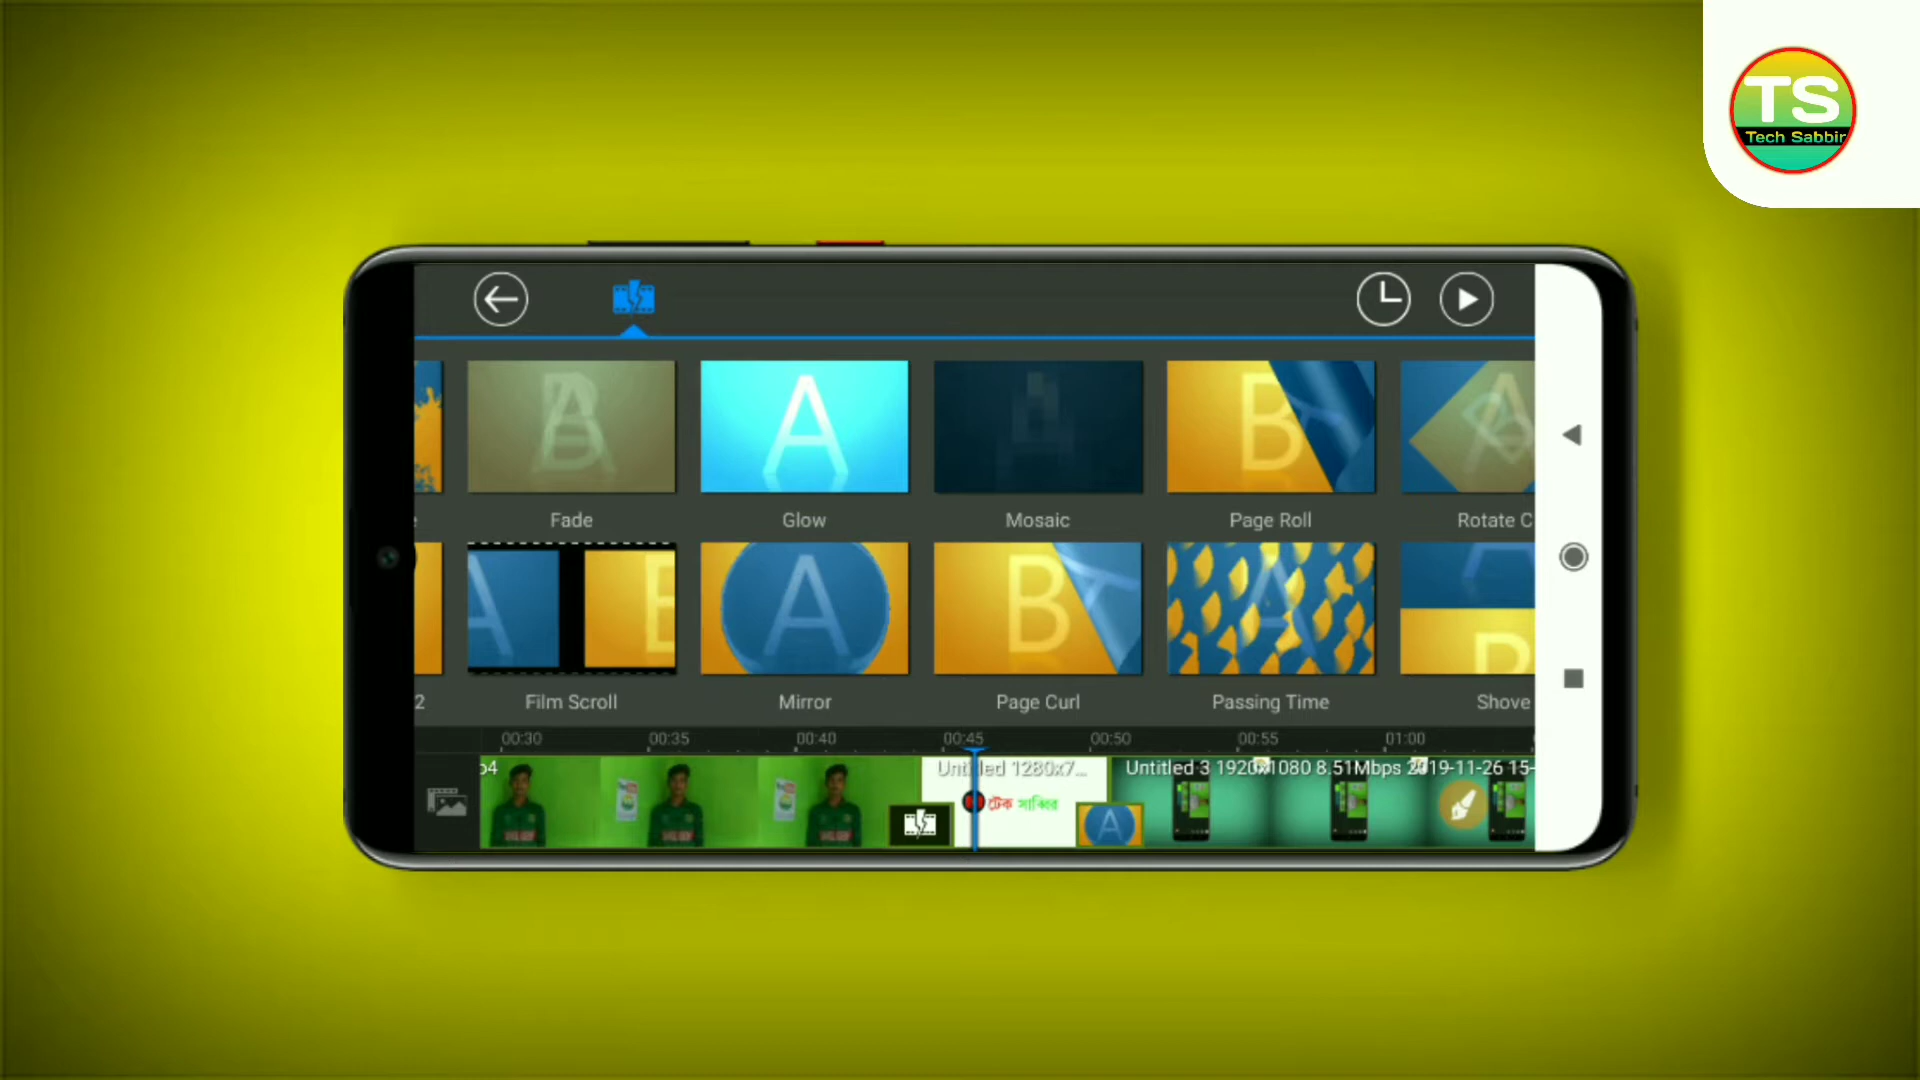 TS
Tech Sabbir
Fade
Glow
Mosaic
Page Roll
Rotate C
2
Film Scroll
Mirror
Page Curl
Passing Time
Shove
00:30
00:35
00:40
00:45
00:50
00:55
01:00
p4
Untitled 1280x7...
Untitled 3 1920x1080 8.51Mbps 2019-11-26 15-
টেক সাব্বির